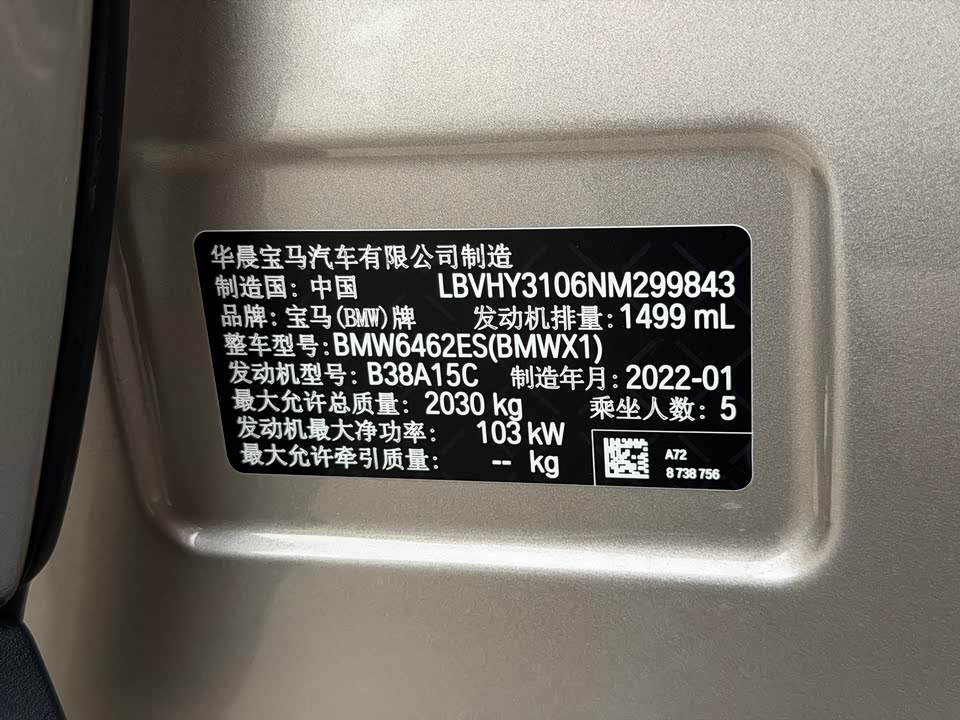 华晨宝马汽车有限公司制造
制造国: 中国 LBVHY3106NM299843
品牌: 宝马(BMW)牌 发动机排量: 1499 mL
整车型号: BMW6462ES(BMWX1)
发动机型号: B38A15C 制造年月: 2022-01
最大允许总质量: 2030 kg 乘坐人数: 5
发动机最大净功率: 103 kW
最大允许牵引质量: -- kg
A72
8 738 756